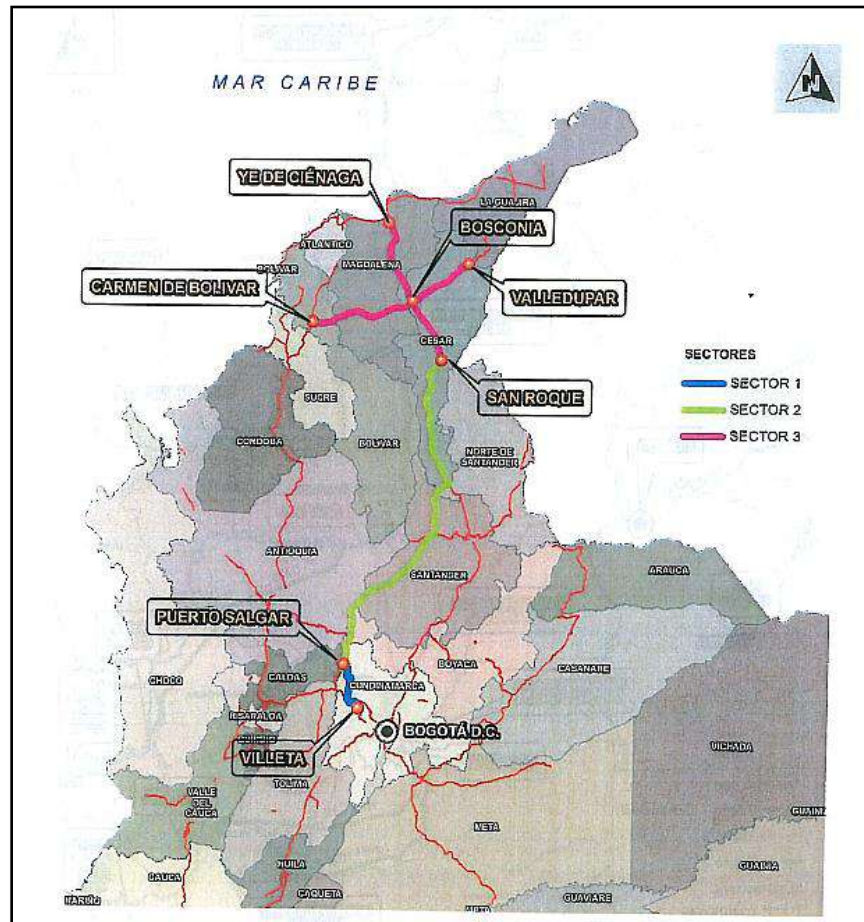 MAR CARIBE
N
YE DE CIÉNAGA
LA GUAJIRA
BOSCONIA
ATLANTICO
BOLIVAR
MAGDALENA
CARMEN DE BOLIVAR
VALLEDUPAR
CESAR
SAN ROQUE
SECTORES
SECTOR 1
SECTOR 2
SECTOR 3
SUCRE
CORDOBA
BOLIVAR
NORTE DE
SANTANDER
ANTIOQUIA
SANTANDER
ARAUCA
PUERTO SALGAR
CHOCO
CALDAS
CUNDINAMARCA
BOYACA
CASANARE
RISARALDA
VILLETA
BOGOTÁ D.C.
VICHADA
TOLIMA
VALLE
DEL
CAUCA
META
HUILA
CAUCA
CAQUETA
GUAVIARE
GUAINIA
NARIÑO